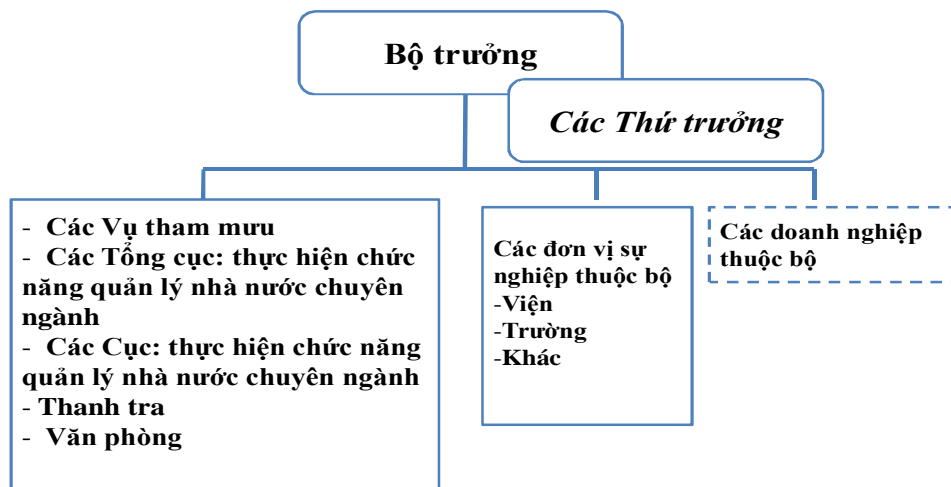 Bộ trưởng
Các Thứ trưởng
- Các Vụ tham mưu
- Các Tổng cục: thực hiện chức
năng quản lý nhà nước chuyên
ngành
- Các Cục: thực hiện chức năng
quản lý nhà nước chuyên ngành
- Thanh tra
- Văn phòng
Các đơn vị sự
nghiệp thuộc bộ
-Viện
-Trường
-Khác
Các doanh nghiệp
thuộc bộ